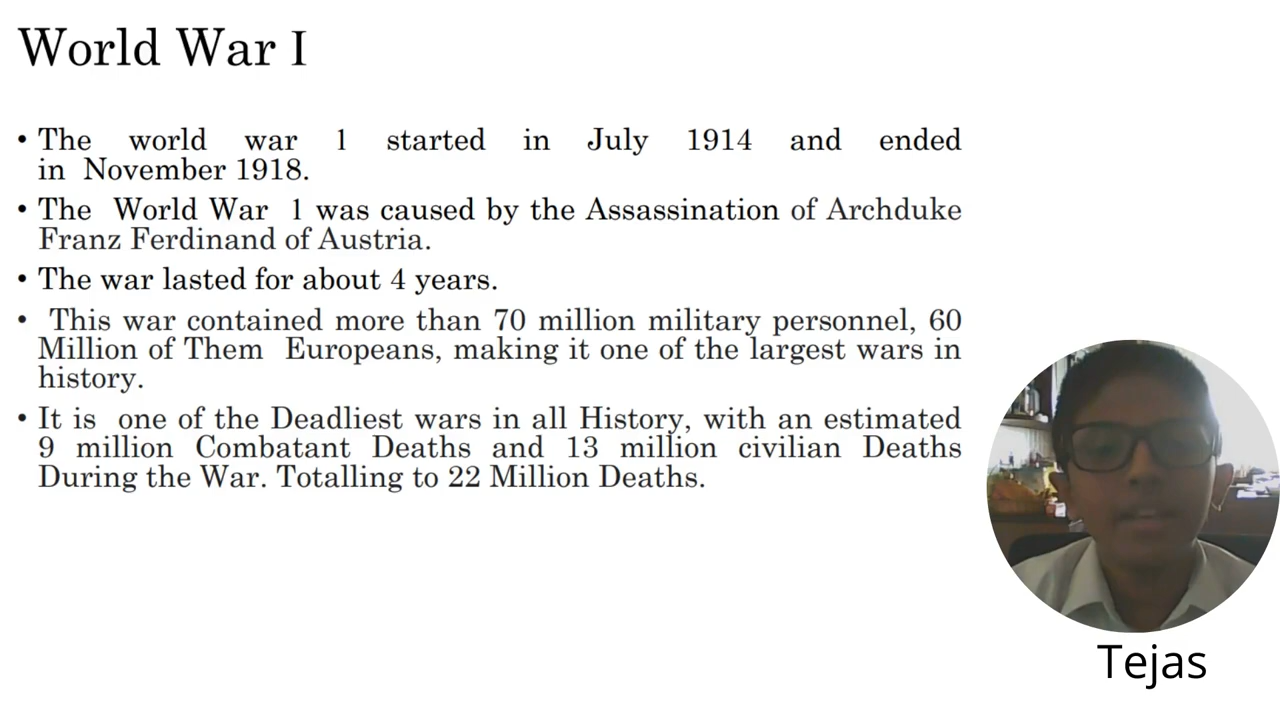 World War I
• The world war 1 started in July 1914 and ended
in November 1918.
• The World War 1 was caused by the Assassination of Archduke
Franz Ferdinand of Austria.
• The war lasted for about 4 years.
• This war contained more than 70 million military personnel, 60
Million of Them Europeans, making it one of the largest wars in
history.
• It is one of the Deadliest wars in all History, with an estimated
9 million Combatant Deaths and 13 million civilian Deaths
During the War. Totalling to 22 Million Deaths.
Tejas